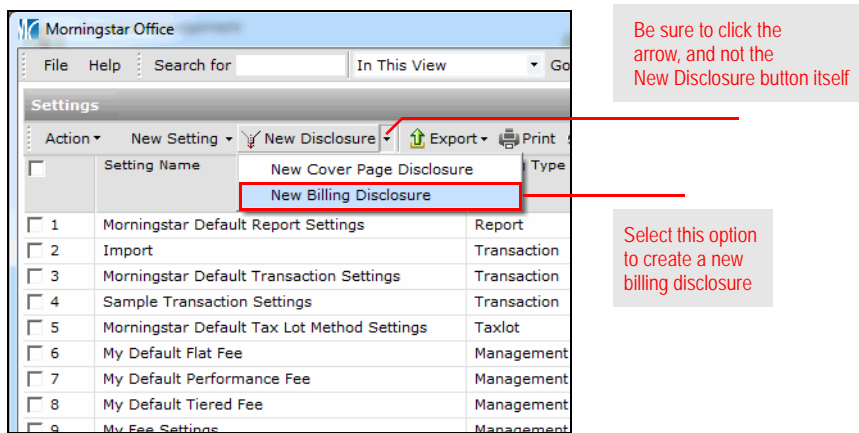 Morningstar Office
File Help Search for In This View Go
Settings
Action New Setting New Disclosure Export Print
Setting Name Type
New Cover Page Disclosure
New Billing Disclosure
1 Morningstar Default Report Settings Report
2 Import Transaction
3 Morningstar Default Transaction Settings Transaction
4 Sample Transaction Settings Transaction
5 Morningstar Default Tax Lot Method Settings Taxlot
6 My Default Flat Fee Management
7 My Default Performance Fee Management
8 My Default Tiered Fee Management
9 My Fee Settings Management
Be sure to click the
arrow, and not the
New Disclosure button itself
Select this option
to create a new
billing disclosure